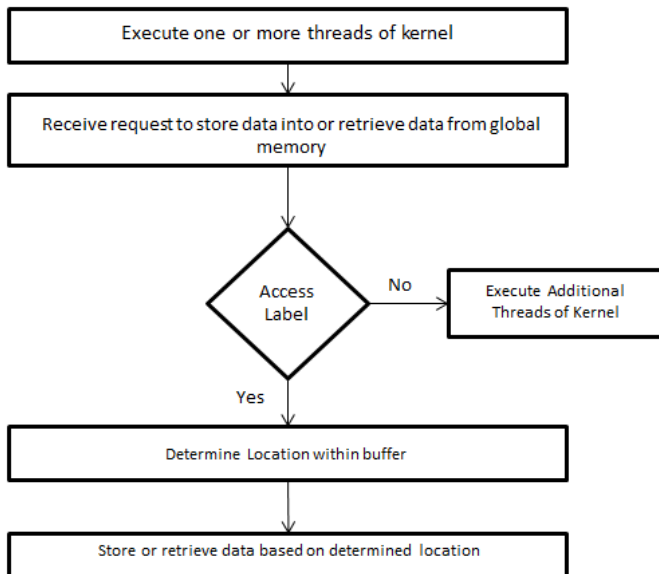 Execute one or more threads of kernel
Receive request to store data into or retrieve data from global
memory
Access
Label
No
Execute Additional
Threads of Kernel
Yes
Determine Location within buffer
Store or retrieve data based on determined location